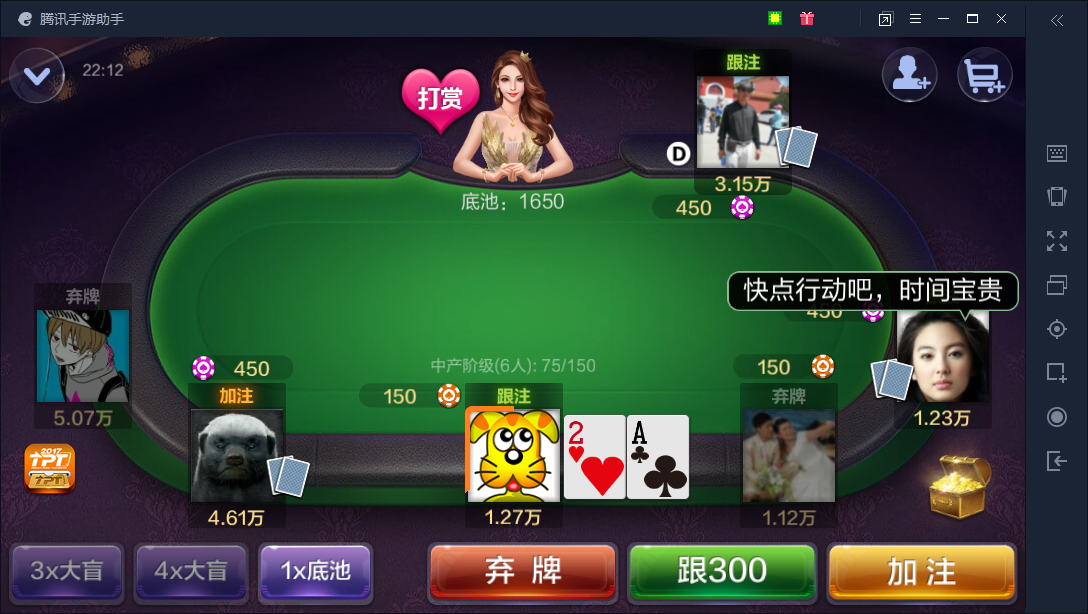 腾讯手游助手
22:12
打赏
跟注
D
3.15万
底池：1650
450
快点行动吧，时间宝贵
450
弃牌
5.07万
450
加注
4.61万
中产阶级(6人): 75/150
150
跟注
2
A
1.27万
150
弃牌
1.12万
1.23万
2017
TPT
TPT
3x大盲
4x大盲
1x底池
弃牌
跟300
加注